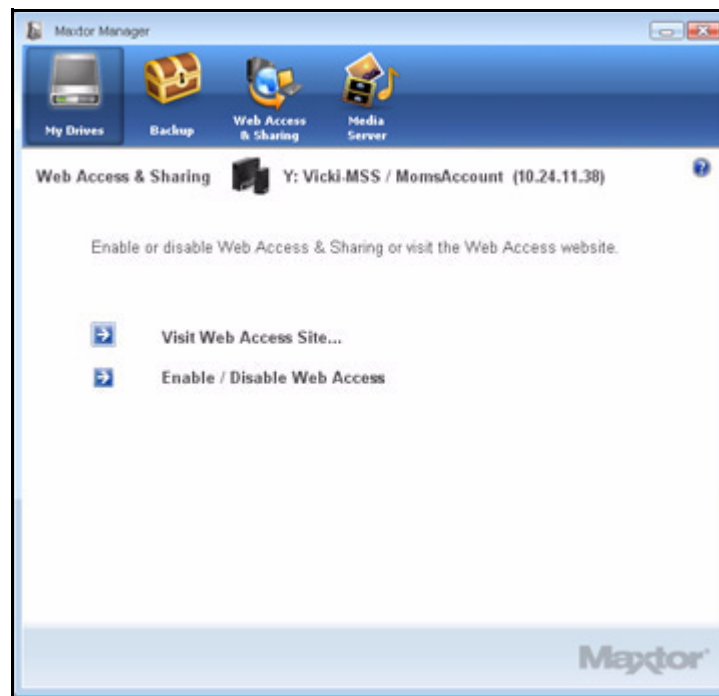 Maxtor Manager
My Drives
Backup
Web Access
& Sharing
Media
Server
Web Access & Sharing
Y: Vicki-MSS / MomsAccount (10.24.11.38)
?
Enable or disable Web Access & Sharing or visit the Web Access website.
Visit Web Access Site...
Enable / Disable Web Access
Maxtor